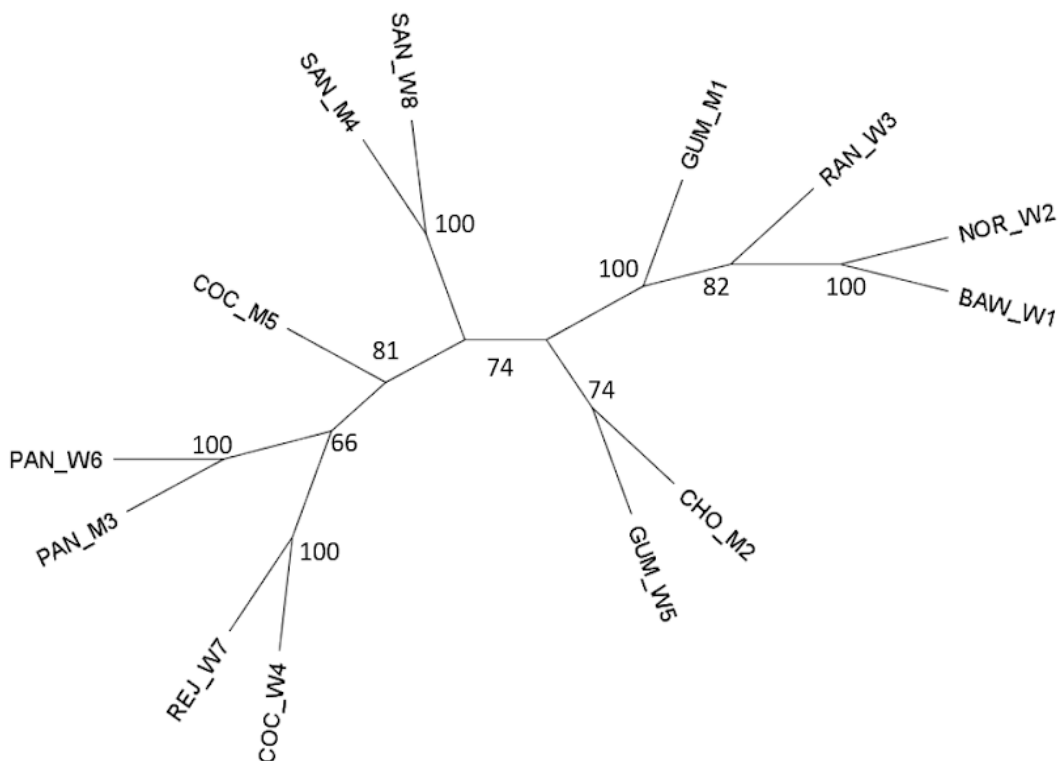 SAN_W8
SAN_M4
GUM_M1
RAN_W3
NOR_W2
BAW_W1
100
100
82
100
COC_M5
81
74
74
PAN_W6
100
66
PAN_M3
CHO_M2
GUM_W5
100
REJ_W7
COC_W4